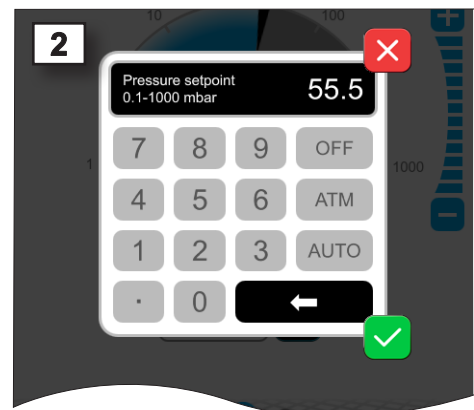 10
100
2
Pressure setpoint
0.1-1000 mbar
55.5
7 8 9 OFF
1
1000
4 5 6 ATM
1 2 3 AUTO
· 0